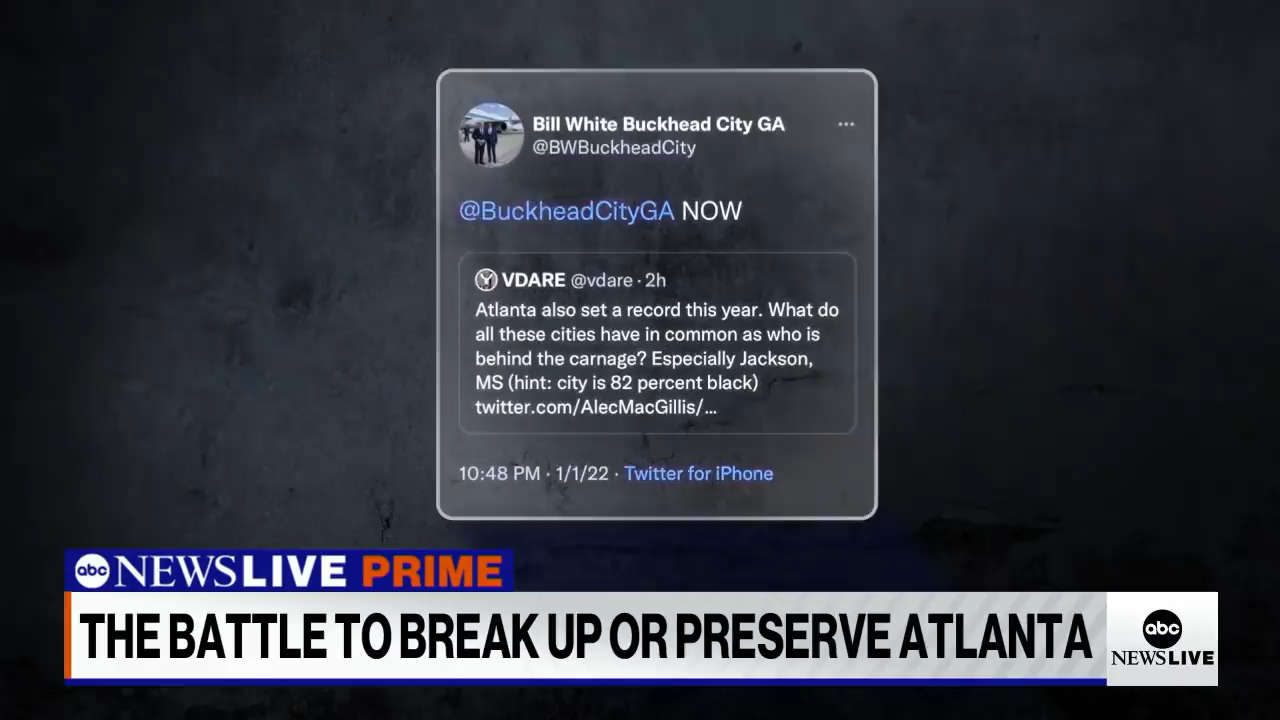 Bill White Buckhead City GA
@BWBuckheadCity
@BuckheadCityGA NOW
VDARE @vdare · 2h
Atlanta also set a record this year. What do
all these cities have in common as who is
behind the carnage? Especially Jackson,
MS (hint: city is 82 percent black)
twitter.com/AlecMacGillis/...
10:48 PM · 1/1/22 · Twitter for iPhone
abc NEWS LIVE PRIME
THE BATTLE TO BREAK UP OR PRESERVE ATLANTA
abc
NEWS LIVE